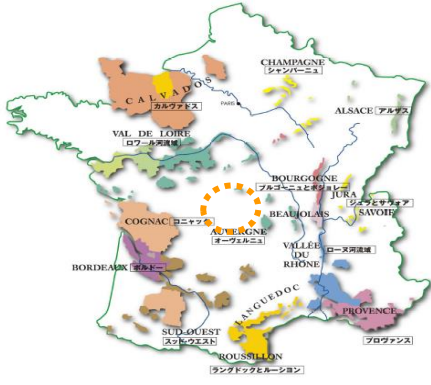 CHAMPAGNE
シャンパーニュ
CALVADOS
カルヴァドス
PARIS
ALSACE アルザス
VAL DE LOIRE
ロワール河流域
BOURGOGNE
ブルゴーニュとボジョレー
JURA
ジュラとサヴォア
SAVOIE
COGNAC コニャック
BEAUJOLAIS
AUVERGNE
オーヴェルニュ
VALLÉE
DU
RHÔNE
ローヌ河流域
BORDEAUX ボルドー
LANGUEDOC
PROVENCE
プロヴァンス
SUD-OUEST
スッド・ウエスト
ROUSSILLON
ラングドックとルーション